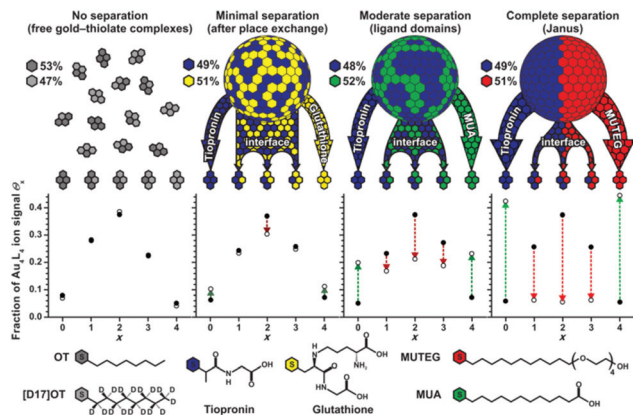 No separation
(free gold–thiolate complexes)
Minimal separation
(after place exchange)
Moderate separation
(ligand domains)
Complete separation
(Janus)
53%
47%
49%
51%
48%
52%
49%
51%
Tiopronin
interface
Glutathione
Tiopronin
interface
MUA
Tiopronin
interface
MUTEG
Fraction of Au4L4 ion signal Θx
0.4
0.3
0.2
0.1
0.0
0 1 2 3 4
x
0 1 2 3 4
x
0 1 2 3 4
x
0 1 2 3 4
x
OT
S
[D17]OT
S
D D D D D D D D
D D D D D D D D D
S
O
N
H
O
OH
Tiopronin
S
H
N
O
OH
NH2
O
HN
O
OH
Glutathione
MUTEG
S
O
4
OH
MUA
S
O
OH